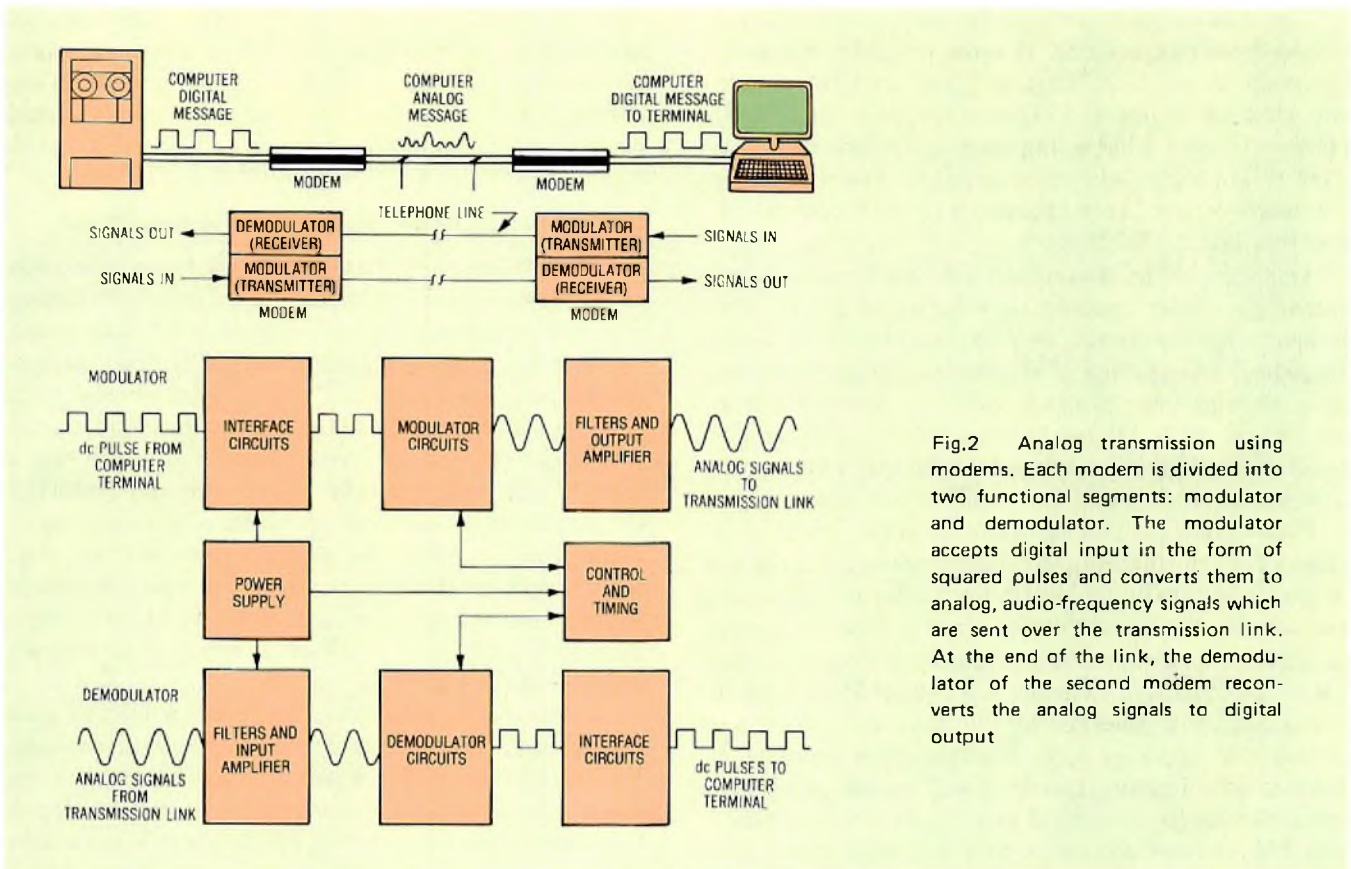 COMPUTER
DIGITAL
MESSAGE
COMPUTER
ANALOG
MESSAGE
COMPUTER
DIGITAL MESSAGE
TO TERMINAL
MODEM
MODEM
TELEPHONE LINE
SIGNALS OUT
DEMODULATOR
(RECEIVER)
MODULATOR
(TRANSMITTER)
SIGNALS IN
SIGNALS IN
MODULATOR
(TRANSMITTER)
DEMODULATOR
(RECEIVER)
SIGNALS OUT
MODEM
MODEM
MODULATOR
dc PULSE FROM
COMPUTER
TERMINAL
INTERFACE
CIRCUITS
MODULATOR
CIRCUITS
FILTERS AND
OUTPUT
AMPLIFIER
ANALOG SIGNALS
TO
TRANSMISSION LINK
POWER
SUPPLY
CONTROL
AND
TIMING
DEMODULATOR
ANALOG SIGNALS
FROM
TRANSMISSION LINK
FILTERS AND
INPUT
AMPLIFIER
DEMODULATOR
CIRCUITS
INTERFACE
CIRCUITS
dc PULSES TO
COMPUTER
TERMINAL
Fig.2 Analog transmission using
modems. Each modem is divided into
two functional segments: modulator
and demodulator. The modulator
accepts digital input in the form of
squared pulses and converts them to
analog, audio-frequency signals which
are sent over the transmission link.
At the end of the link, the demodu-
lator of the second modem recon-
verts the analog signals to digital
output